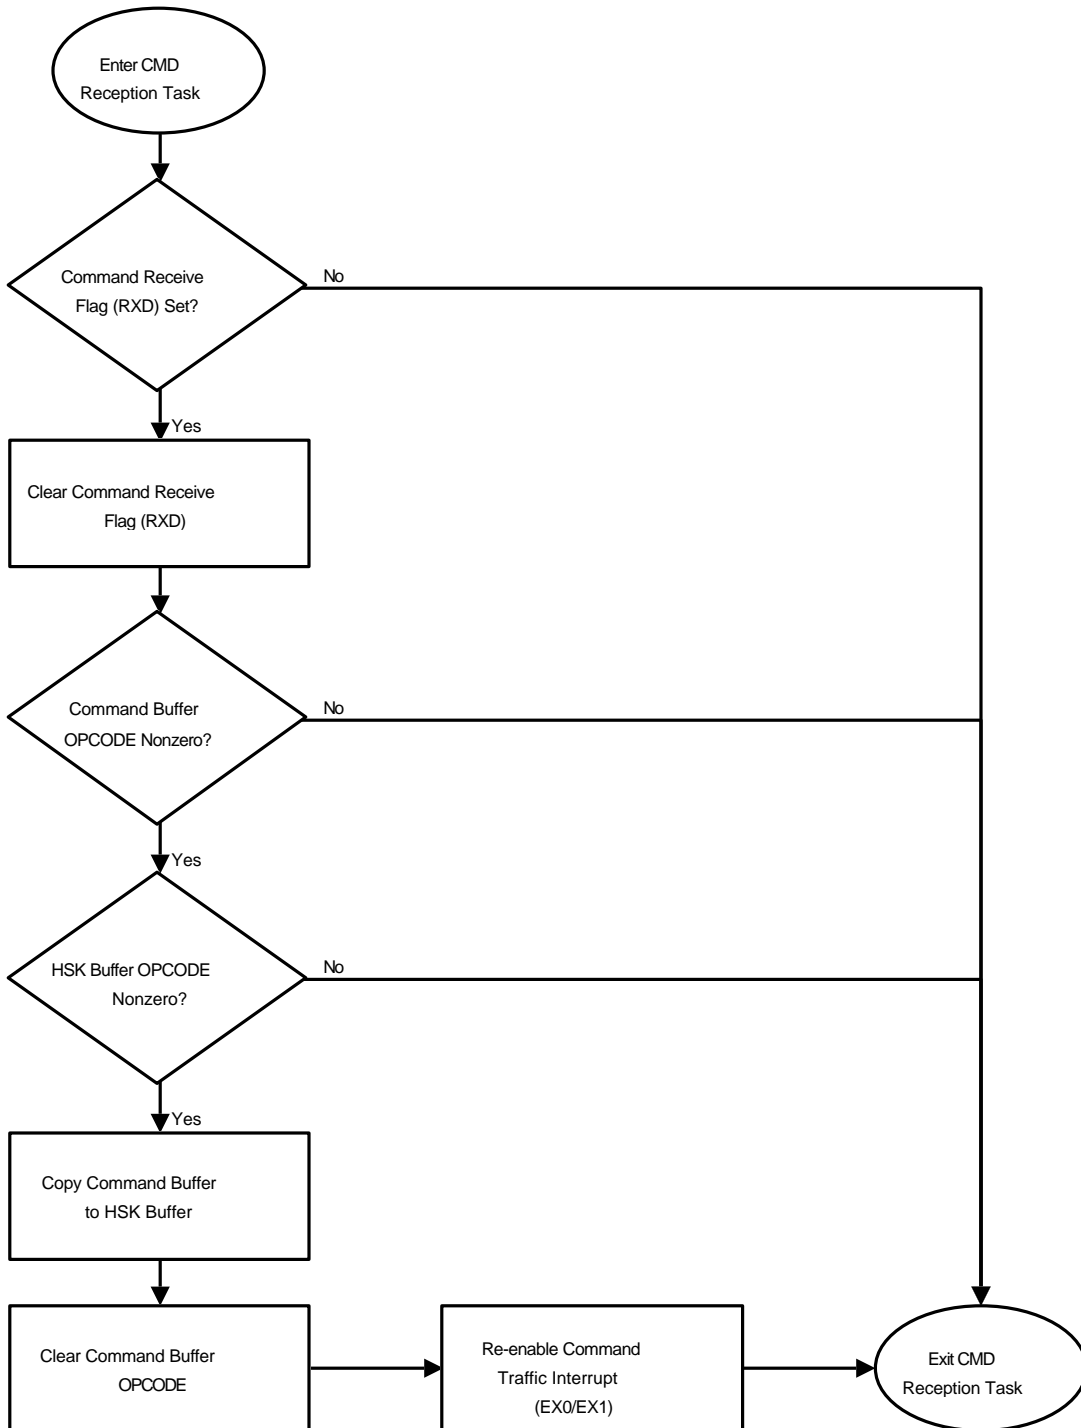 Enter CMD
Reception Task
Command Receive
Flag (RXD) Set?
No
Yes
Clear Command Receive
Flag (RXD)
Command Buffer
OPCODE Nonzero?
No
Yes
HSK Buffer OPCODE
Nonzero?
No
Yes
Copy Command Buffer
to HSK Buffer
Clear Command Buffer
OPCODE
Re-enable Command
Traffic Interrupt
(EX0/EX1)
Exit CMD
Reception Task